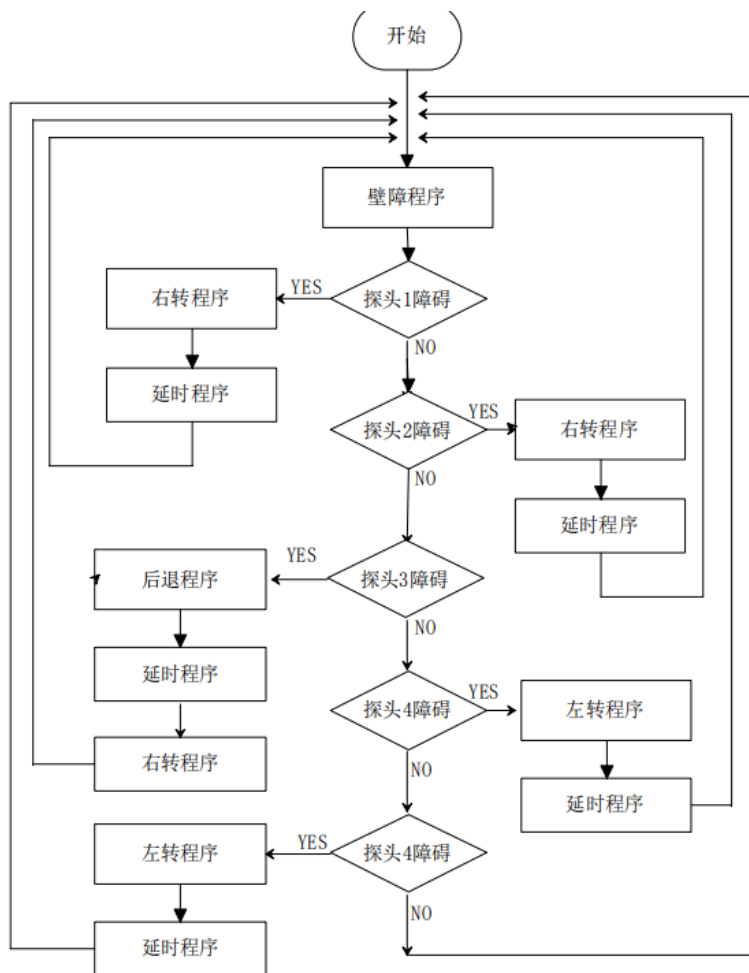 开始
壁障程序
探头1障碍
YES
右转程序
延时程序
NO
探头2障碍
YES
右转程序
延时程序
NO
探头3障碍
YES
后退程序
延时程序
右转程序
NO
探头4障碍
YES
左转程序
延时程序
NO
探头4障碍
YES
左转程序
延时程序
NO